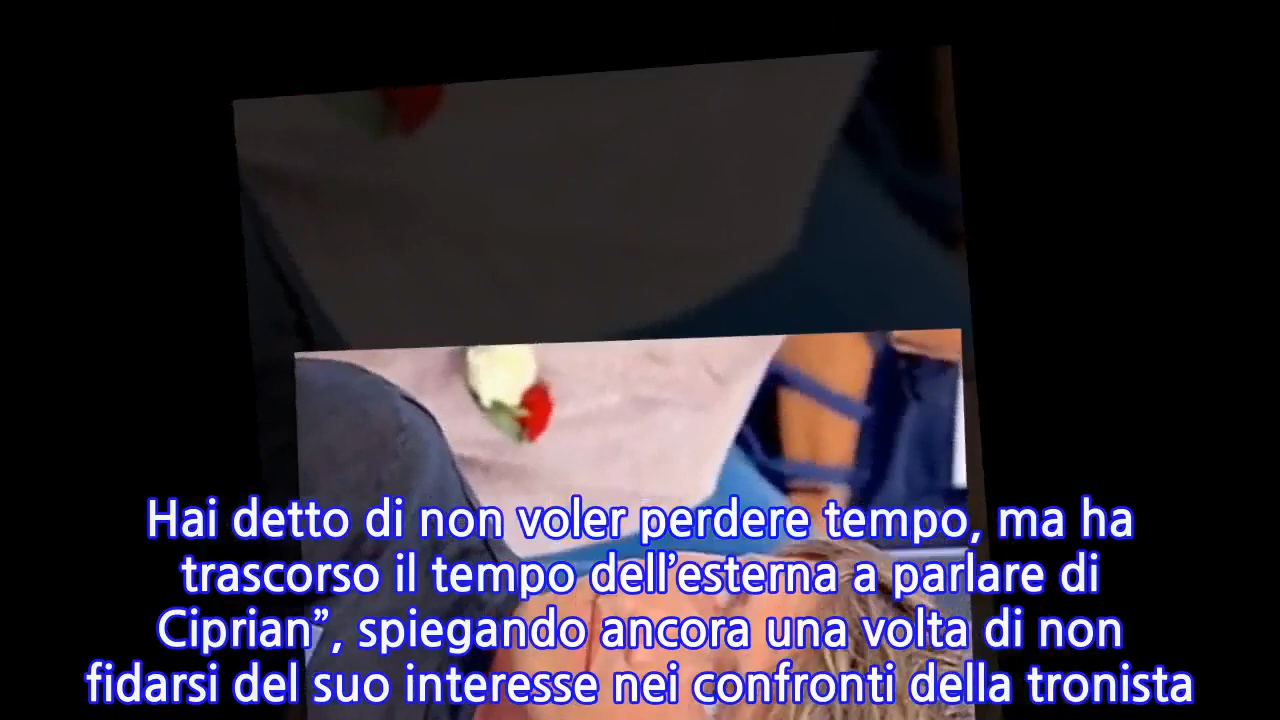 Hai detto di non voler perdere tempo, ma ha
trascorso il tempo dell’esterna a parlare di
Ciprian”, spiegando ancora una volta di non
fidarsi del suo interesse nei confronti della tronista